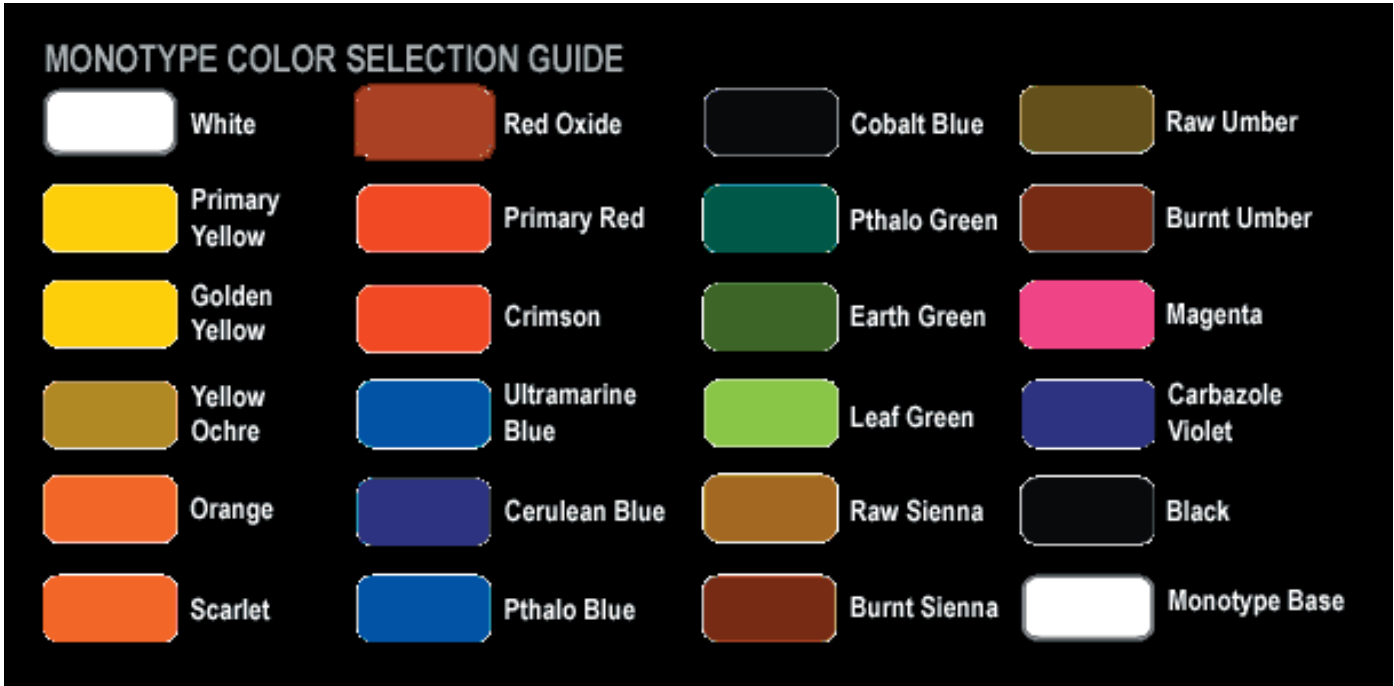 MONOTYPE COLOR SELECTION GUIDE
White
Primary
Yellow
Golden
Yellow
Yellow
Ochre
Orange
Scarlet
Red Oxide
Primary Red
Crimson
Ultramarine
Blue
Cerulean Blue
Pthalo Blue
Cobalt Blue
Pthalo Green
Earth Green
Leaf Green
Raw Sienna
Burnt Sienna
Raw Umber
Burnt Umber
Magenta
Carbazole
Violet
Black
Monotype Base